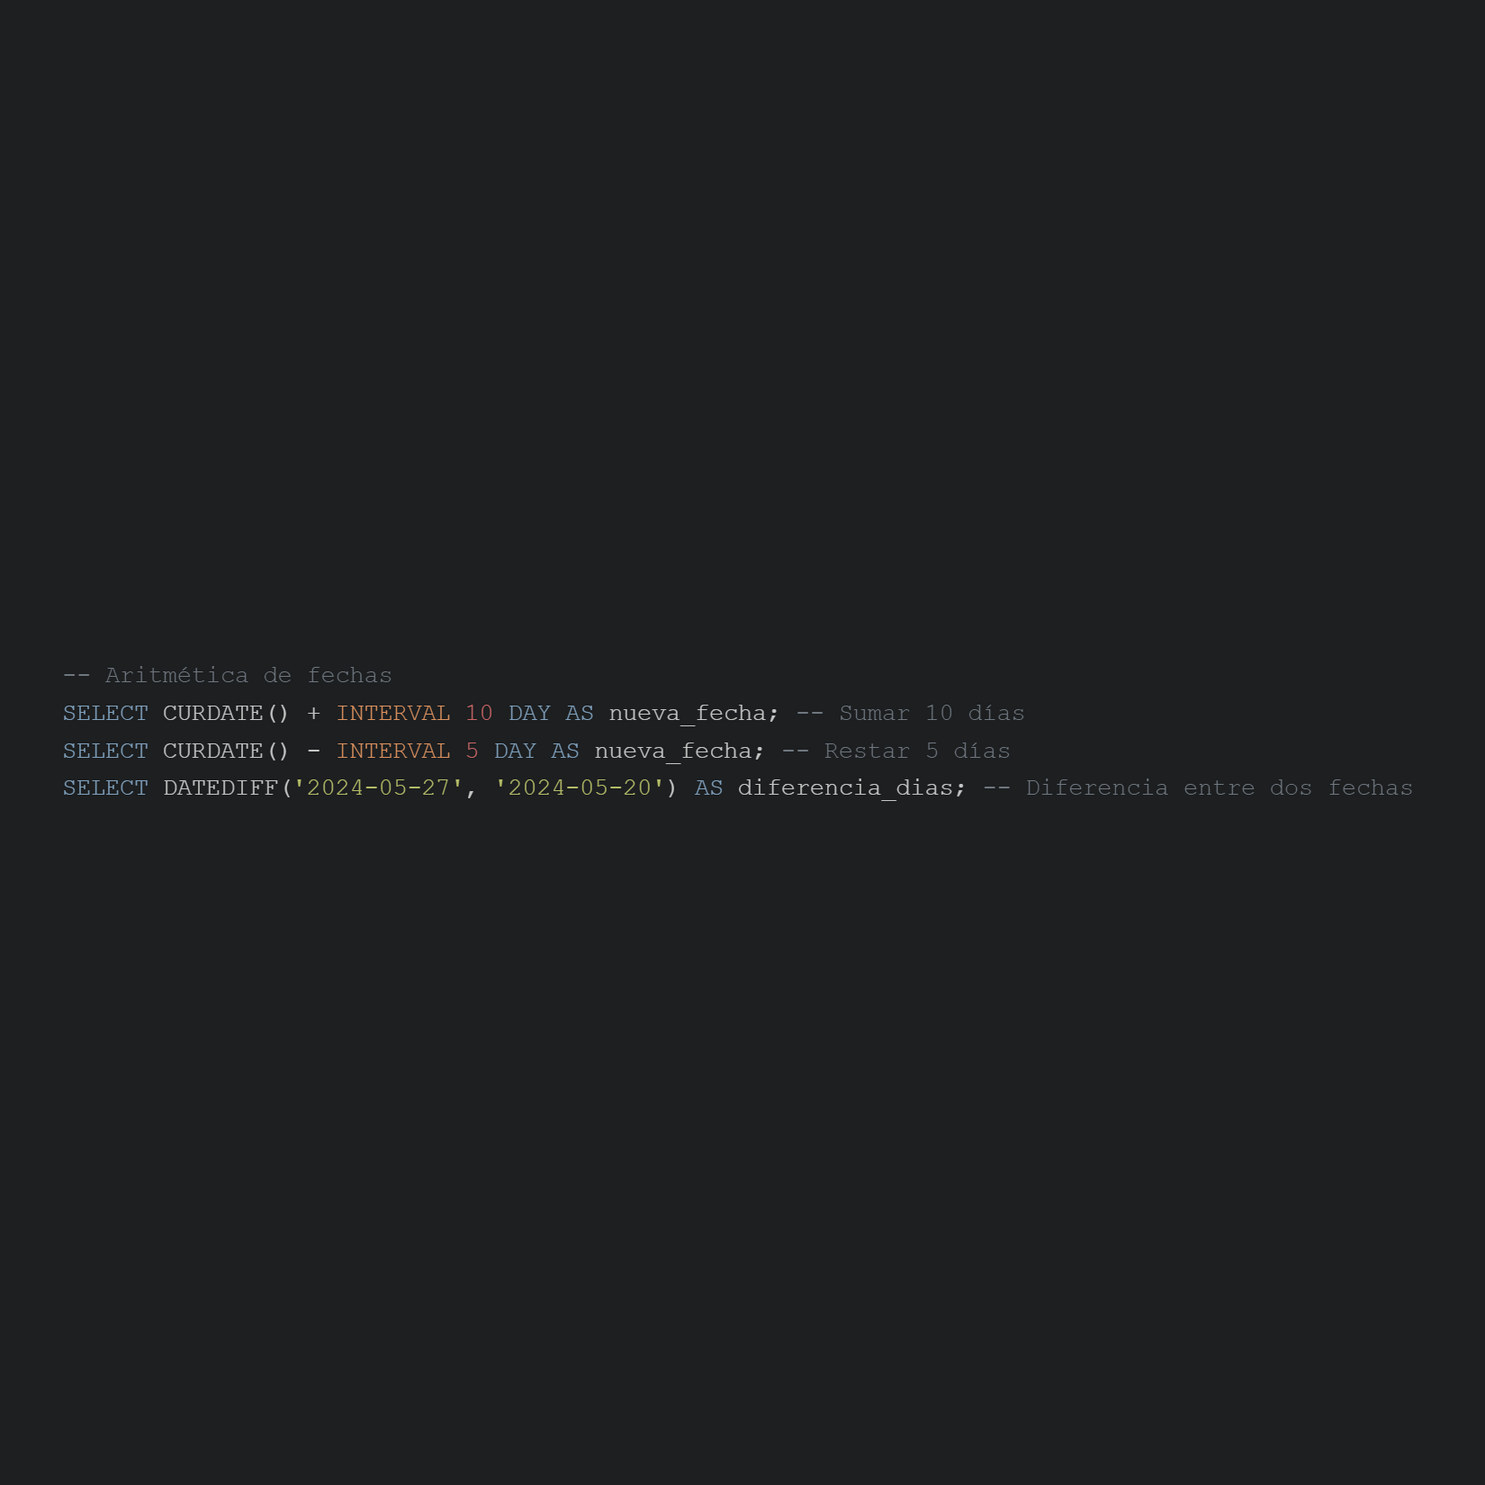 -- Aritmética de fechas
SELECT CURDATE() + INTERVAL 10 DAY AS nueva_fecha; -- Sumar 10 días
SELECT CURDATE() - INTERVAL 5 DAY AS nueva_fecha; -- Restar 5 días
SELECT DATEDIFF('2024-05-27', '2024-05-20') AS diferencia_dias; -- Diferencia entre dos fechas